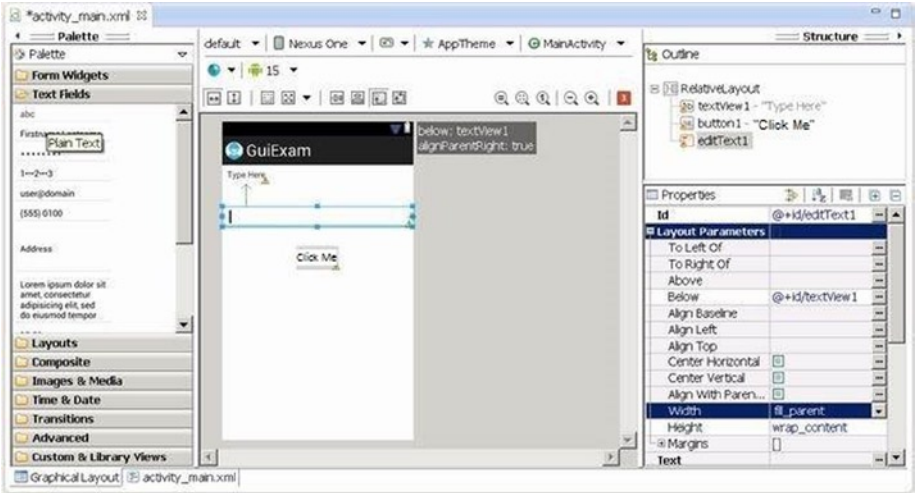 *activity_main.xml
Palette
Palette
Form Widgets
Text Fields
abc
Plain Text
1--2--3
user@domain
(555) 0100
Address
Lorem ipsum dolor sit
amet, consectetur
adipisicing elit, sed
do eiusmod tempor
Layouts
Composite
Images & Media
Time & Date
Transitions
Advanced
Custom & Library Views
default
Nexus One
AppTheme
MainActivity
15
below: textView1
alignParentRight: true
GuiExam
Type Here
Click Me
Structure
Outline
RelativeLayout
textView1 - "Type Here"
button1 - "Click Me"
editText1
Properties
Id @+id/editText1
Layout Parameters
To Left Of
To Right Of
Above
Below @+id/textView1
Align Baseline
Align Left
Align Top
Center Horizontal
Center Vertical
Align With Paren...
Width fill_parent
Height wrap_content
Margins []
Text
Graphical Layout
activity_main.xml